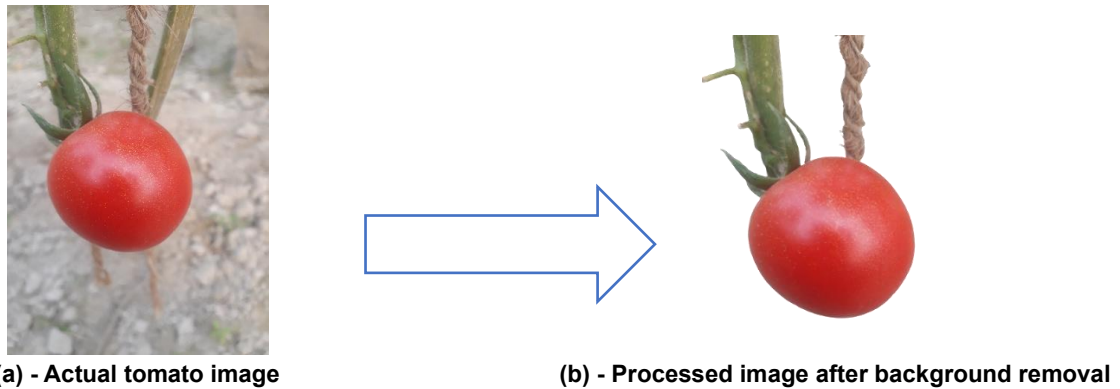 a) - Actual tomato image
(b) - Processed image after background removal